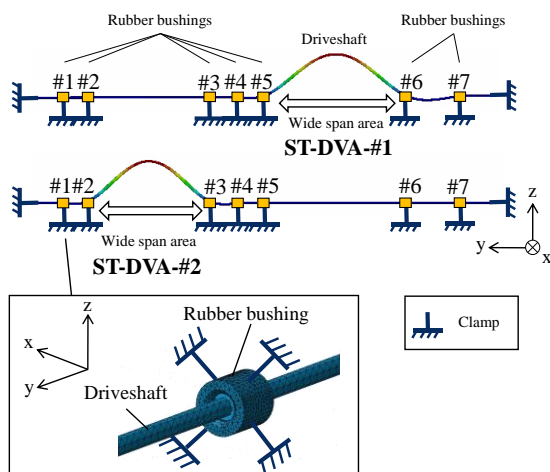 Rubber bushings
Driveshaft
Rubber bushings
#1 #2 #3 #4 #5 #6 #7
Wide span area
ST-DVA-#1
#1 #2 #3 #4 #5 #6 #7
Wide span area
ST-DVA-#2
z
y
x
z
x
y
Rubber bushing
Driveshaft
Clamp